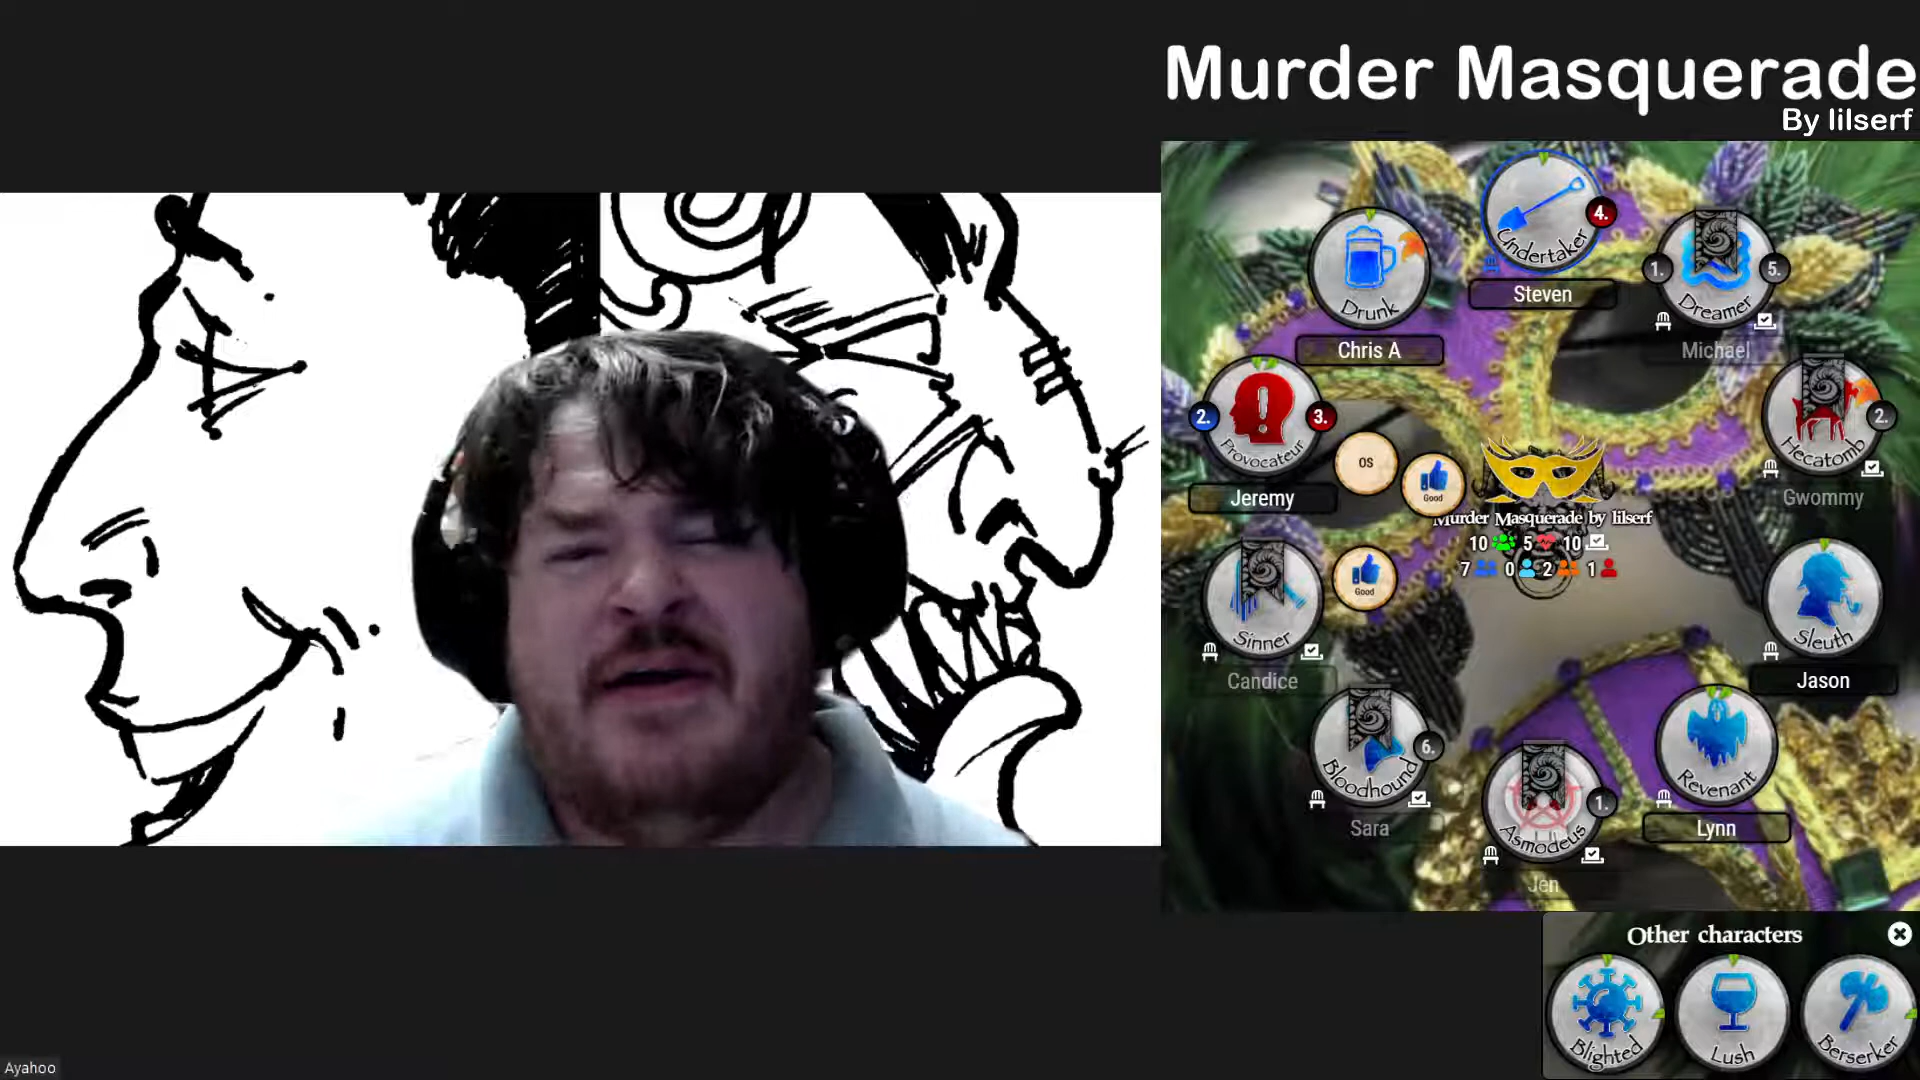 Murder Masquerade
By lilserf
Undertaker
4.
Steven
Drunk
Chris A
1.
Dreamer
5.
Michael
2.
Provocateur
3.
Jeremy
OS
Good
Hecatomb
2.
Gwommy
Murder Masquerade by lilserf
10 5 10
7 0 2 1
Sinner
Candice
Good
Sleuth
Jason
Bloodhound
6.
Sara
Asmodeus
1.
Jen
Revenant
Lynn
Other characters
Blighted
Lush
Berserker
Ayahoo